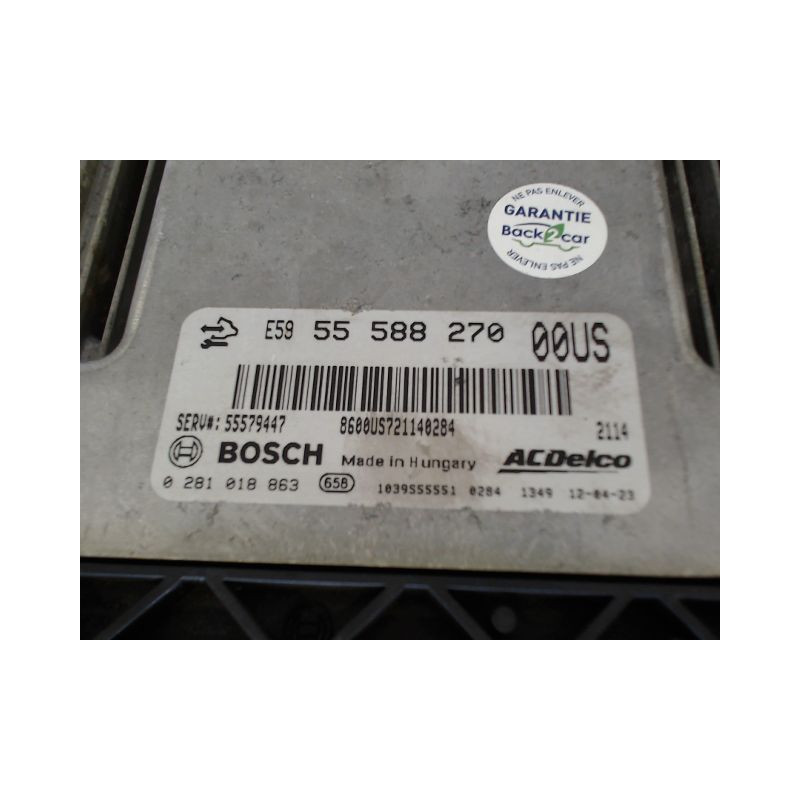 NE PAS ENLEVER
GARANTIE
Back2car
NE PAS ENLEVER
E59 55 588 270 00US
SERV#: 55579447 8600US721140284 2114
BOSCH Made in Hungary ACDelco
0 281 018 863 658 1039S55551 0284 1349 12-04-23